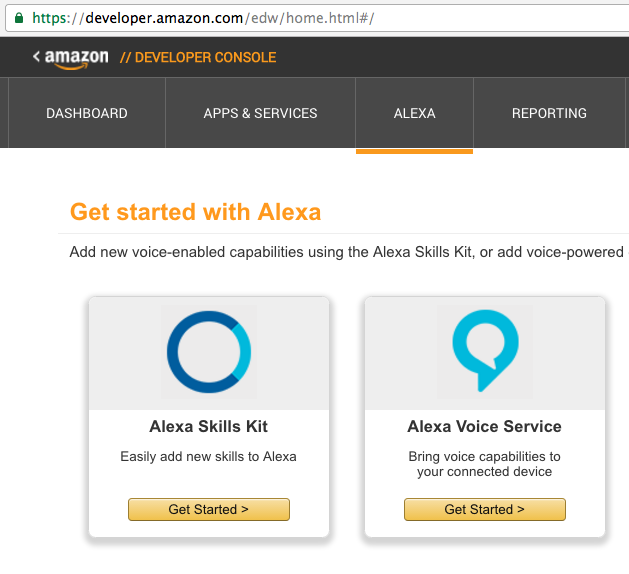 https://developer.amazon.com/edw/home.html#/
< amazon // DEVELOPER CONSOLE
DASHBOARD APPS & SERVICES ALEXA REPORTING
Get started with Alexa
Add new voice-enabled capabilities using the Alexa Skills Kit, or add voice-powered
Alexa Skills Kit
Easily add new skills to Alexa
Get Started >
Alexa Voice Service
Bring voice capabilities to
your connected device
Get Started >